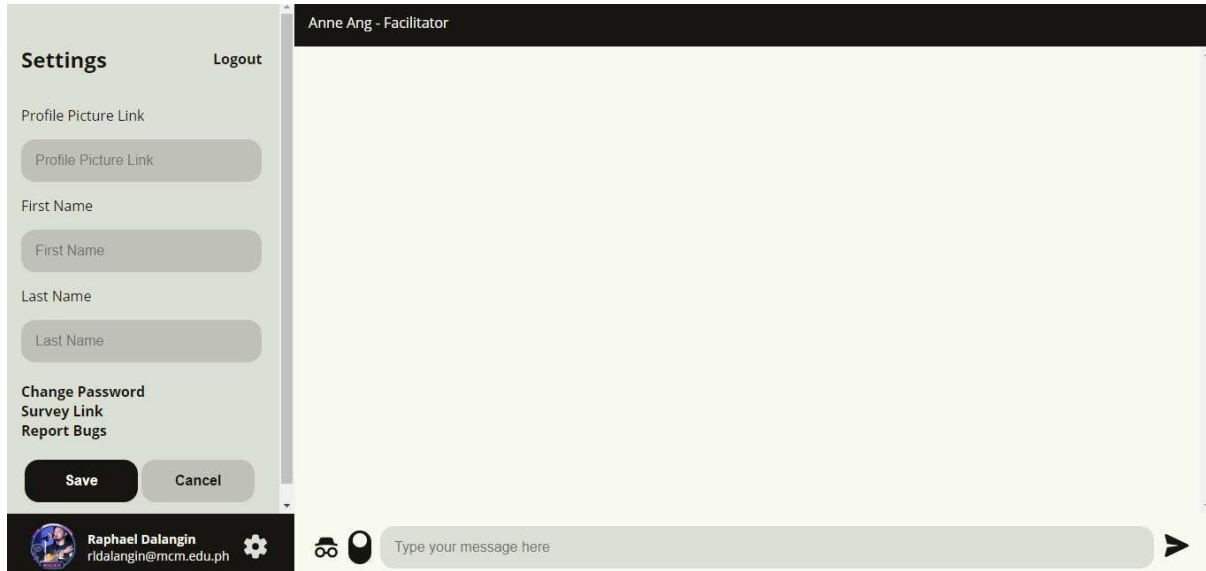 Anne Ang - Facilitator
Settings
Logout
Profile Picture Link
Profile Picture Link
First Name
First Name
Last Name
Last Name
Change Password
Survey Link
Report Bugs
Save
Cancel
Raphael Dalangin
rldalangin@mcm.edu.ph
Type your message here